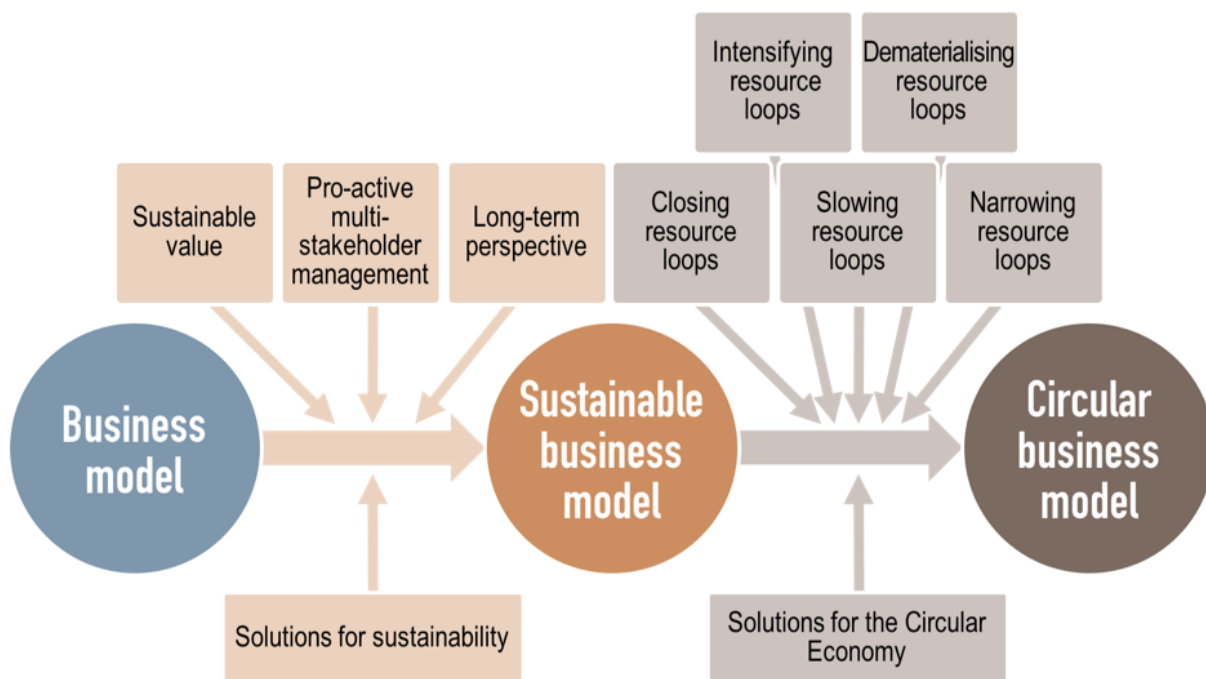 Intensifying
resource
loops
Dematerialising
resource
loops
Sustainable
value
Pro-active
multi-
stakeholder
management
Long-term
perspective
Closing
resource
loops
Slowing
resource
loops
Narrowing
resource
loops
Business
model
Sustainable
business
model
Circular
business
model
Solutions for sustainability
Solutions for the Circular
Economy